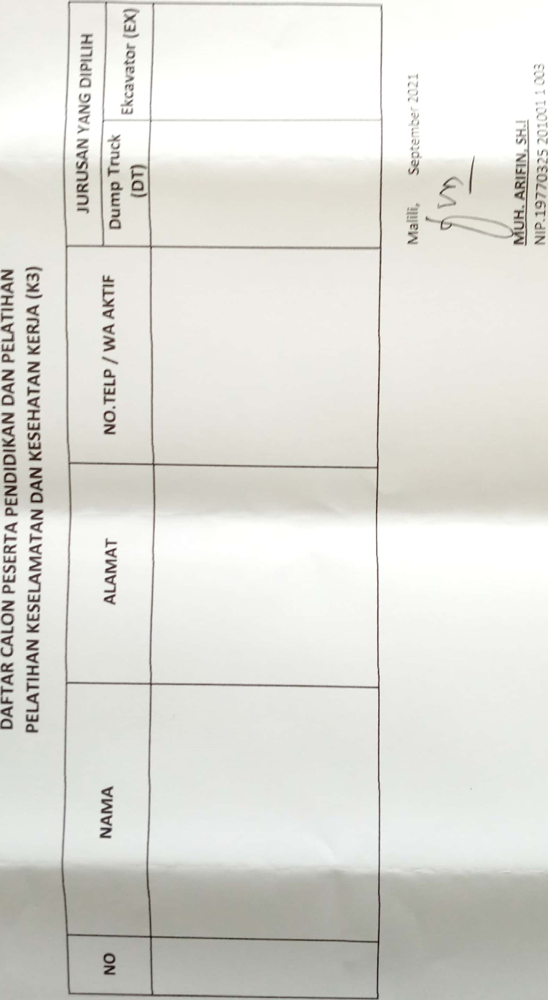 DAFTAR CALON PESERTA PENDIDIKAN DAN PELATIHAN
PELATIHAN KESELAMATAN DAN KESEHATAN KERJA (K3)
NO
NAMA
ALAMAT
NO.TELP / WA AKTIF
JURUSAN YANG DIPILIH
Dump Truck
(DT)
Ekcavator (EX)
Malili, September 2021
MUH. ARIFIN, SH.I
NIP.19770325 201001 1 003